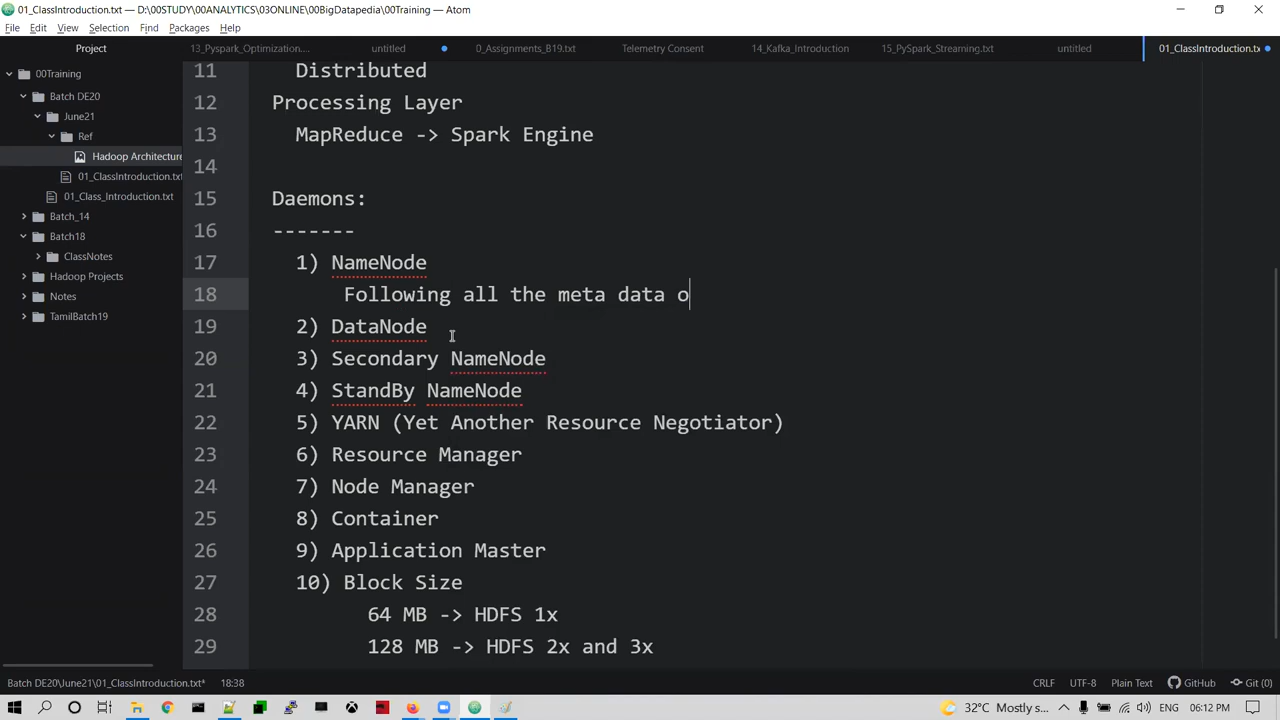 01_ClassIntroduction.txt — D:\00STUDY\00ANALYTICS\03ONLINE\00BigDatapedia\00Training — Atom
File Edit View Selection Find Packages Help
Project
13_Pyspark_Optimization.... untitled 0_Assignments_B19.txt Telemetry Consent 14_Kafka_Introduction 15_PySpark_Streaming.txt untitled 01_ClassIntroduction.tx
00Training
Batch DE20
June21
Ref
Hadoop Architecture
01_ClassIntroduction.txt
01_Class_Introduction.txt
Batch_14
Batch18
ClassNotes
Hadoop Projects
Notes
TamilBatch19
11 Distributed
12 Processing Layer
13 MapReduce -> Spark Engine
14
15 Daemons:
16 -------
17 1) NameNode
18 Following all the meta data o
19 2) DataNode
20 3) Secondary NameNode
21 4) StandBy NameNode
22 5) YARN (Yet Another Resource Negotiator)
23 6) Resource Manager
24 7) Node Manager
25 8) Container
26 9) Application Master
27 10) Block Size
28 64 MB -> HDFS 1x
29 128 MB -> HDFS 2x and 3x
Batch DE20\June21\01_ClassIntroduction.txt* 18:38 CRLF UTF-8 Plain Text GitHub Git (0)
32°C Mostly s... 06:12 PM